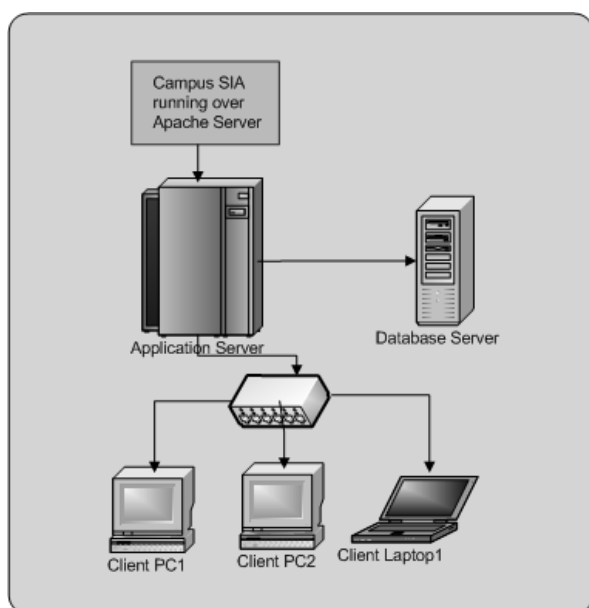 Campus SIA
running over
Apache Server
Application Server
Database Server
Client PC1
Client PC2
Client Laptop1